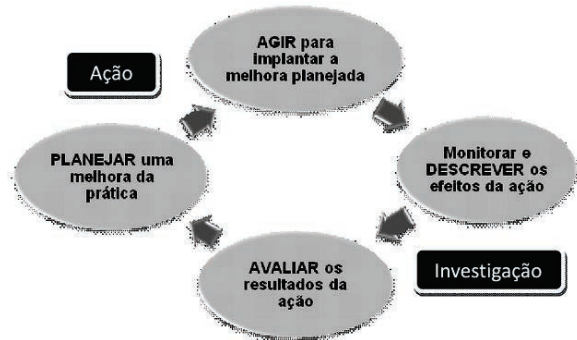 AGIR para
implantar a
melhora planejada
Ação
PLANEJAR uma
melhora da
prática
Monitorar e
DESCREVER os
efeitos da ação
AVALIAR os
resultados da
ação
Investigação